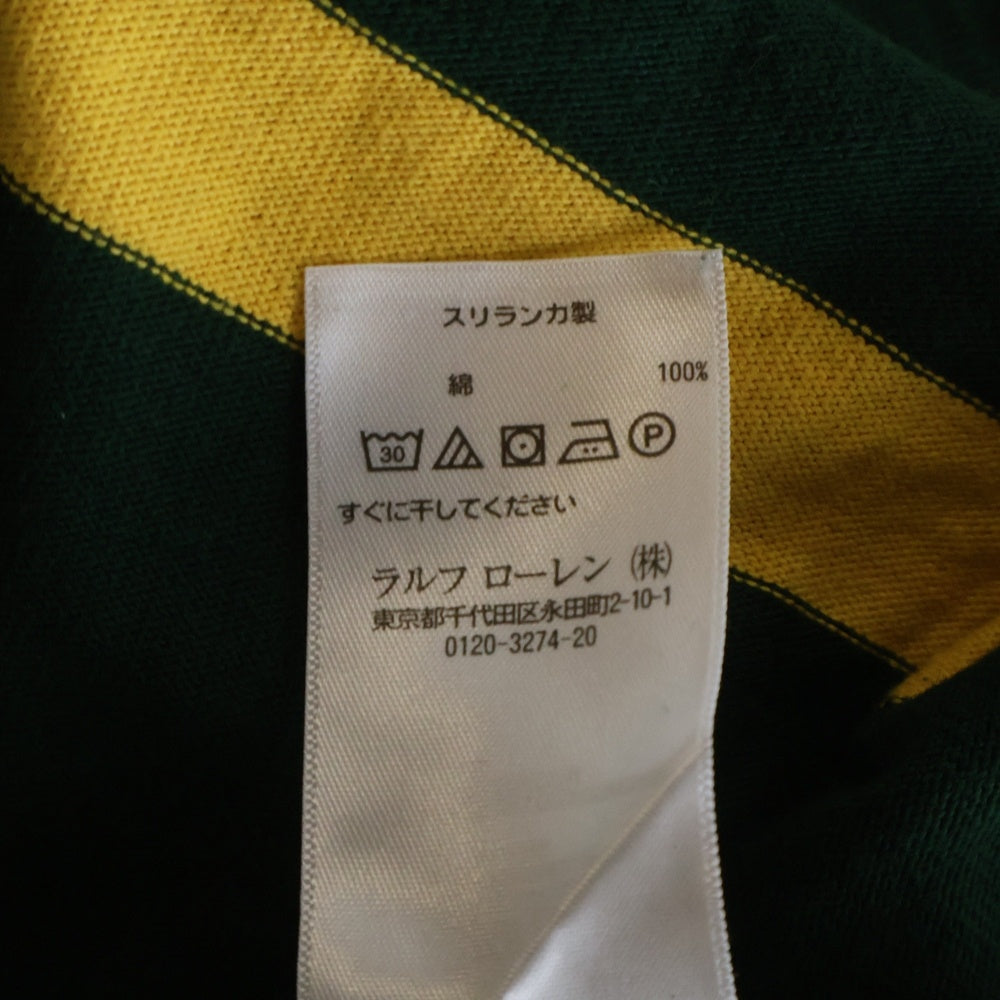 スリランカ製
綿 100%
30 P
すぐに干してください
ラルフ ローレン (株)
東京都千代田区永田町2-10-1
0120-3274-20